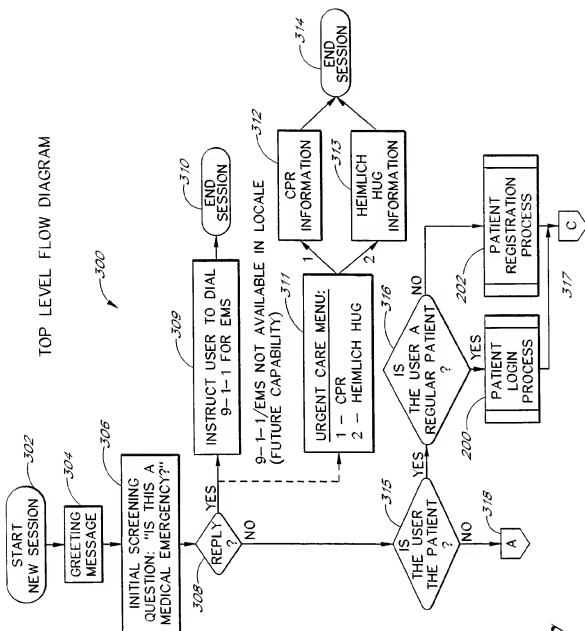 TOP LEVEL FLOW DIAGRAM
300
302
START
NEW SESSION
304
GREETING
MESSAGE
306
INITIAL SCREENING
QUESTION: "IS THIS A
MEDICAL EMERGENCY?"
308
REPLY
?
YES
NO
309
INSTRUCT USER TO DIAL
9-1-1 FOR EMS
310
END
SESSION
9-1-1/EMS NOT AVAILABLE IN LOCALE
(FUTURE CAPABILITY)
311
URGENT CARE MENU:
1 - CPR
2 - HEIMLICH HUG
1
2
312
CPR
INFORMATION
313
HEIMLICH
HUG
INFORMATION
314
END
SESSION
315
IS
THE USER
THE PATIENT
?
YES
NO
316
IS
THE USER A
REGULAR PATIENT
?
NO
YES
200
PATIENT
LOGIN
PROCESS
202
PATIENT
REGISTRATION
PROCESS
317
C
318
A